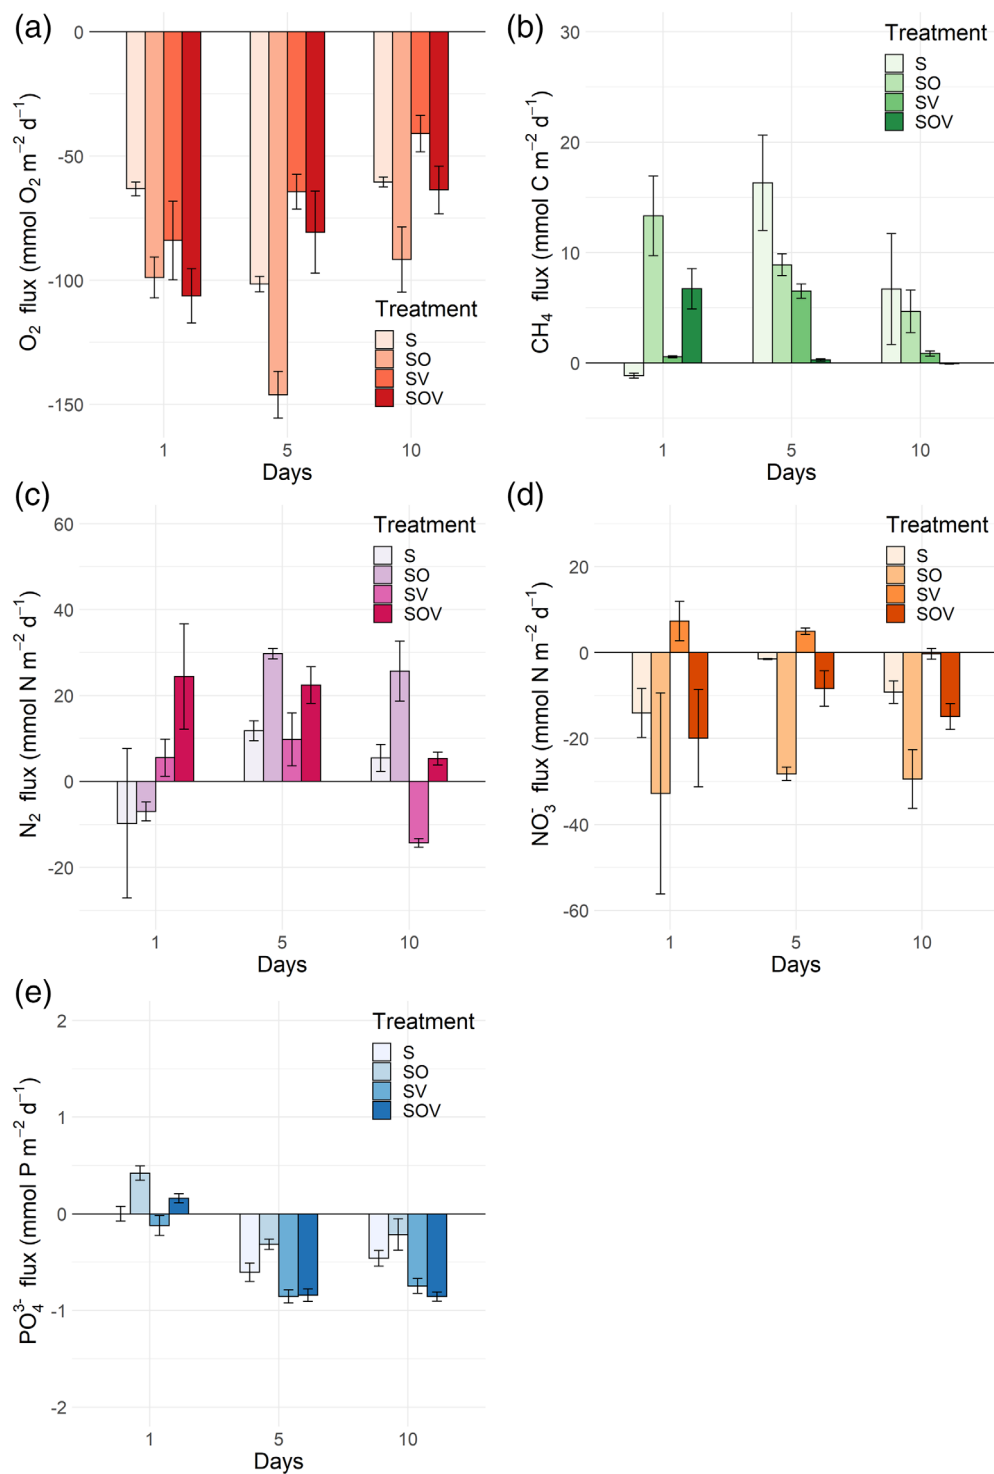 (a)
0
-50
-100
-150
O₂ flux (mmol O₂ m⁻² d⁻¹)
Treatment
S
SO
SV
SOV
1 5 10
Days
(b)
30
20
10
0
CH₄ flux (mmol C m⁻² d⁻¹)
Treatment
S
SO
SV
SOV
1 5 10
Days
(c)
60
40
20
0
-20
N₂ flux (mmol N m⁻² d⁻¹)
Treatment
S
SO
SV
SOV
1 5 10
Days
(d)
20
0
-20
-40
-60
NO₃⁻ flux (mmol N m⁻² d⁻¹)
Treatment
S
SO
SV
SOV
1 5 10
Days
(e)
2
1
0
-1
-2
PO₄³⁻ flux (mmol P m⁻² d⁻¹)
Treatment
S
SO
SV
SOV
1 5 10
Days